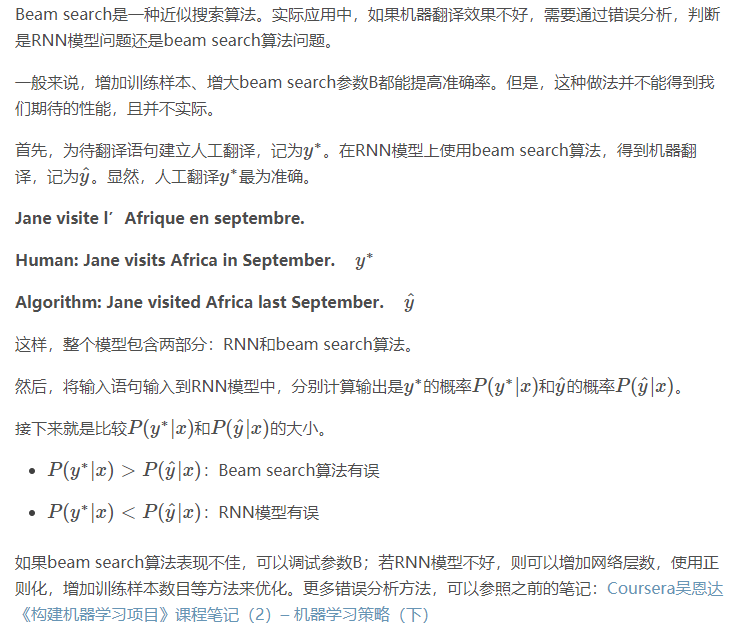 Beam search是一种近似搜索算法。实际应用中，如果机器翻译效果不好，需要通过错误分析，判断
是RNN模型问题还是beam search算法问题。
一般来说，增加训练样本、增大beam search参数B都能提高准确率。但是，这种做法并不能得到我
们期待的性能，且并不实际。
首先，为待翻译语句建立人工翻译，记为y*。在RNN模型上使用beam search算法，得到机器翻
译，记为ŷ。显然，人工翻译y*最为准确。
Jane visite l’Afrique en septembre.
Human: Jane visits Africa in September. y*
Algorithm: Jane visited Africa last September. ŷ
这样，整个模型包含两部分：RNN和beam search算法。
然后，将输入语句输入到RNN模型中，分别计算输出是y*的概率P(y*|x)和ŷ的概率P(ŷ|x)。
接下来就是比较P(y*|x)和P(ŷ|x)的大小。
• P(y*|x) > P(ŷ|x)：Beam search算法有误
• P(y*|x) < P(ŷ|x)：RNN模型有误
如果beam search算法表现不佳，可以调试参数B；若RNN模型不好，则可以增加网络层数，使用正
则化，增加训练样本数目等方法来优化。更多错误分析方法，可以参照之前的笔记：Coursera吴恩达
《构建机器学习项目》课程笔记（2）– 机器学习策略（下）